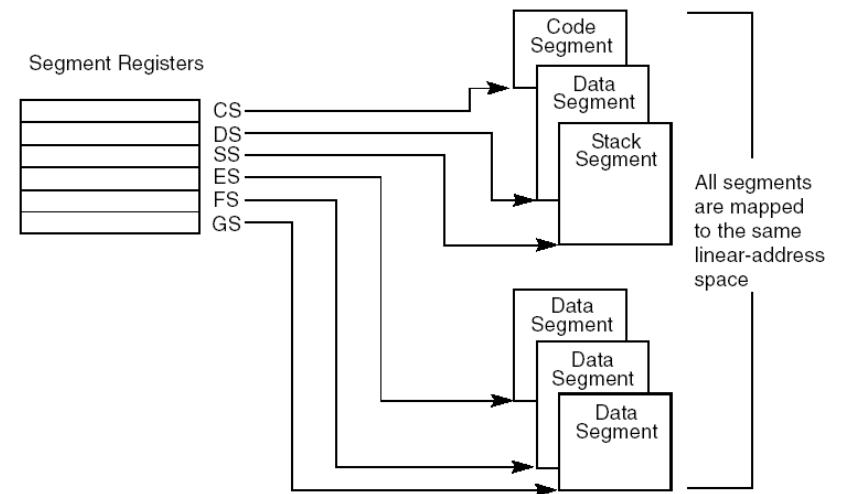 Segment Registers
CS
DS
SS
ES
FS
GS
Code
Segment
Data
Segment
Stack
Segment
Data
Segment
Data
Segment
Data
Segment
All segments
are mapped
to the same
linear-address
space